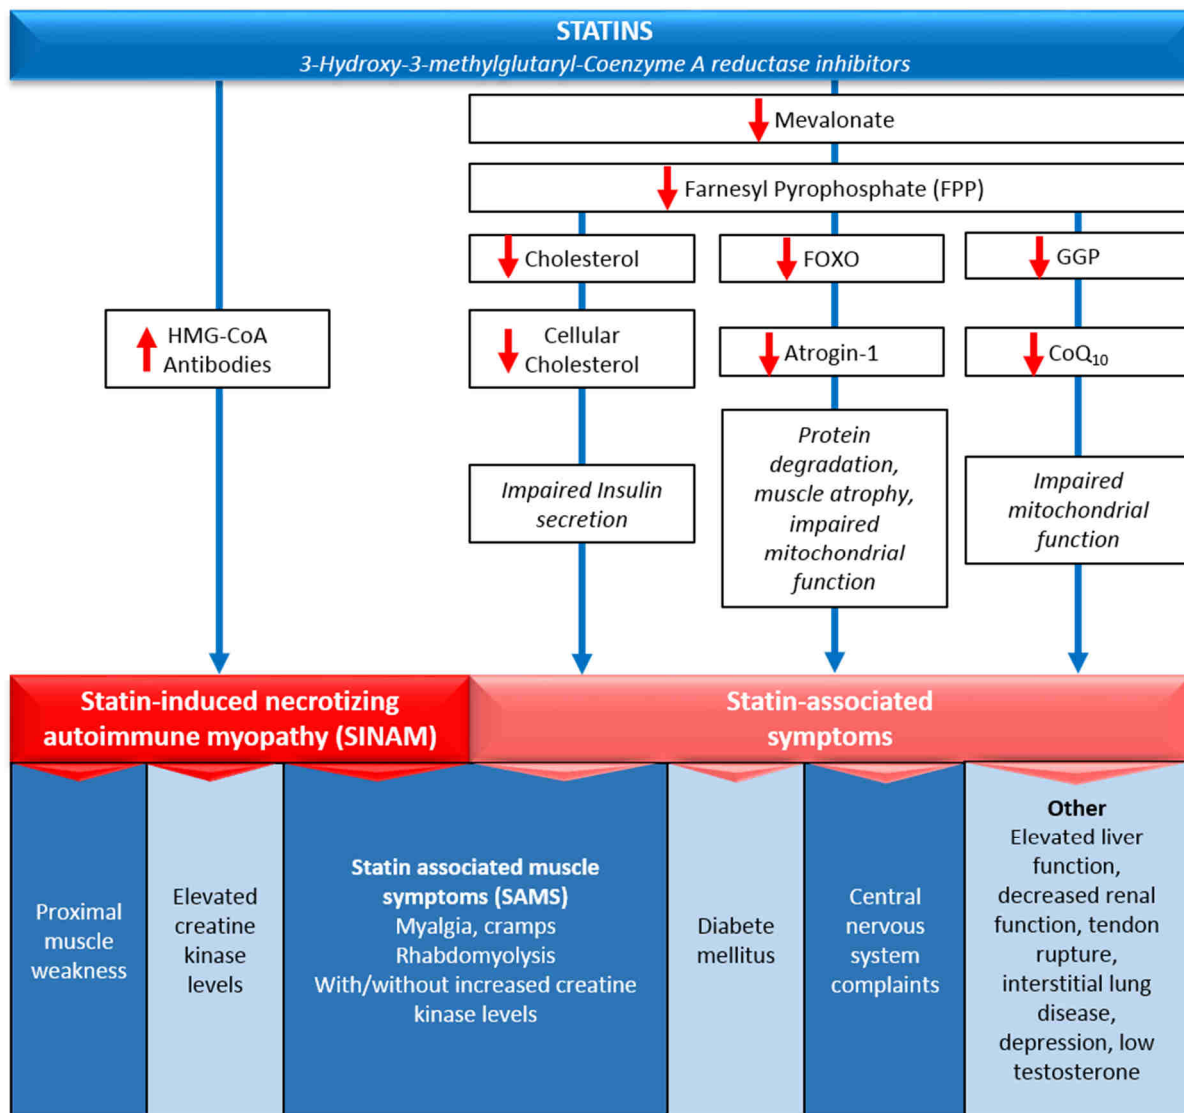 STATINS
3-Hydroxy-3-methylglutaryl-Coenzyme A reductase inhibitors
Mevalonate
Farnesyl Pyrophosphate (FPP)
Cholesterol
FOXO
GGP
HMG-CoA
Antibodies
Cellular
Cholesterol
Atrogin-1
CoQ₁₀
Impaired Insulin
secretion
Protein
degradation,
muscle atrophy,
impaired
mitochondrial
function
Impaired
mitochondrial
function
Statin-induced necrotizing
autoimmune myopathy (SINAM)
Statin-associated
symptoms
Proximal
muscle
weakness
Elevated
creatine
kinase
levels
Statin associated muscle
symptoms (SAMS)
Myalgia, cramps
Rhabdomyolysis
With/without increased creatine
kinase levels
Diabete
mellitus
Central
nervous
system
complaints
Other
Elevated liver
function,
decreased renal
function, tendon
rupture,
interstitial lung
disease,
depression, low
testosterone